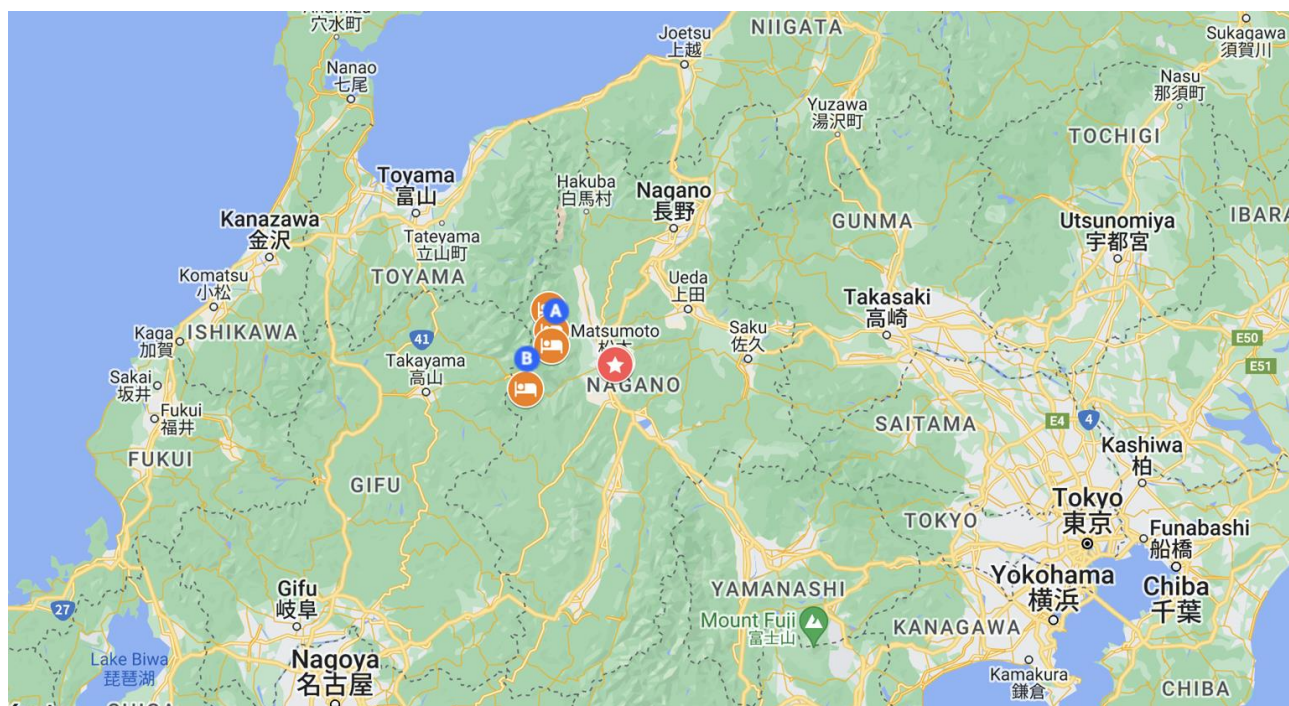 穴水町
Nanao
七尾
Joetsu
上越
NIIGATA
Sukagawa
須賀川
Nasu
那須町
Yuzawa
湯沢町
TOCHIGI
Toyama
富山
Hakuba
白馬村
Nagano
長野
Kanazawa
金沢
Tateyama
立山町
GUNMA
Utsunomiya
宇都宮
IBARA
Komatsu
小松
TOYAMA
Ueda
上田
Takasaki
高崎
Kaga
加賀
ISHIKAWA
41
A
Matsumoto
Saku
佐久
E50
E51
Takayama
高山
B
NAGANO
Sakai
坂井
Fukui
福井
SAITAMA
E4
4
Kashiwa
柏
FUKUI
GIFU
TOKYO
Tokyo
東京
Funabashi
船橋
Gifu
岐阜
27
YAMANASHI
Yokohama
横浜
Chiba
千葉
Mount Fuji
富士山
KANAGAWA
Lake Biwa
琵琶湖
Nagoya
名古屋
Kamakura
鎌倉
CHIBA